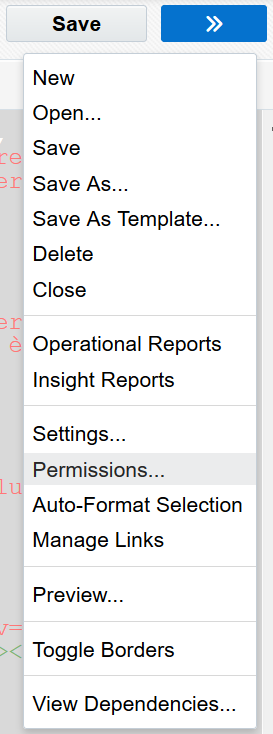 Save
New
Open...
Save
Save As...
Save As Template...
Delete
Close
Operational Reports
Insight Reports
Settings...
Permissions...
Auto-Format Selection
Manage Links
Preview...
Toggle Borders
View Dependencies...